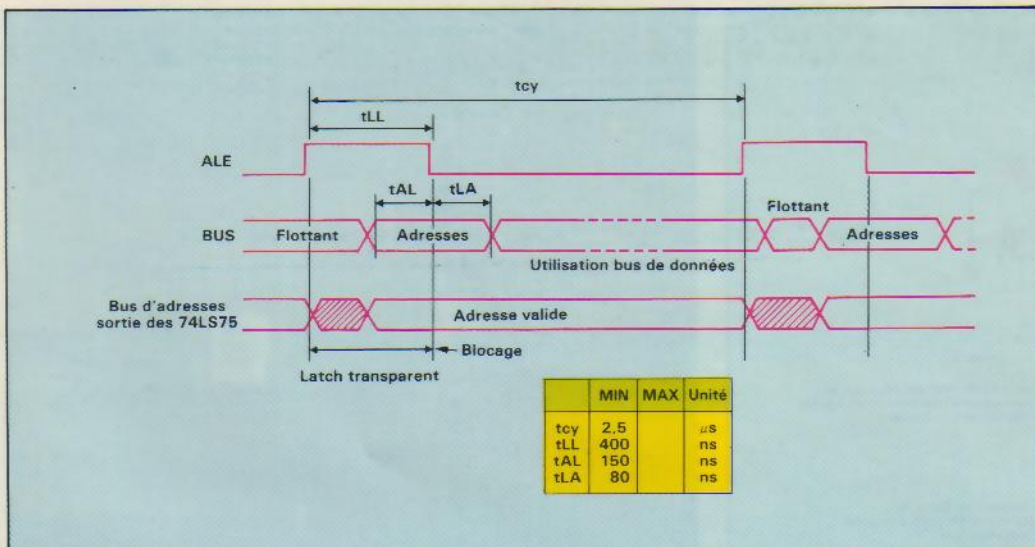 tcy
tLL
ALE
tAL
tLA
Flottant
BUS
Flottant
Adresses
Adresses
Utilisation bus de données
Bus d'adresses
sortie des 74LS75
Adresse valide
Blocage
Latch transparent
MIN MAX Unité
tcy 2.5 µs
tLL 400 ns
tAL 150 ns
tLA 80 ns